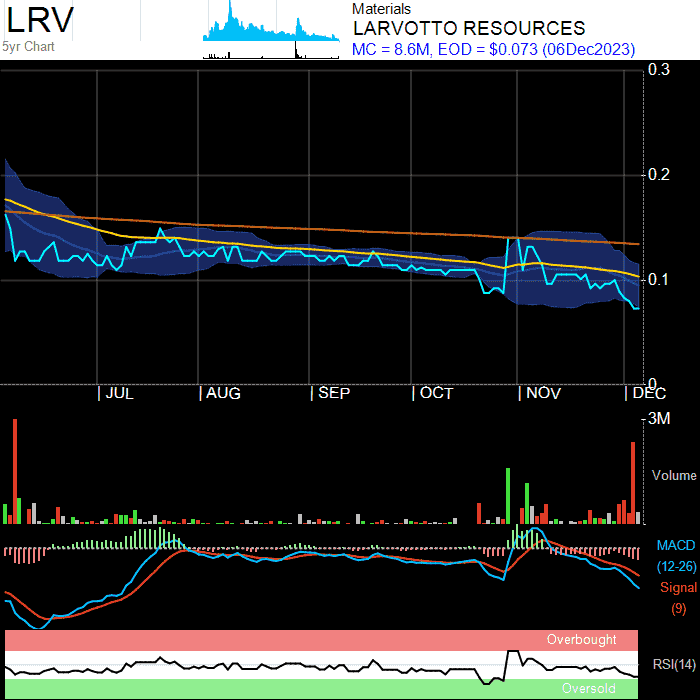 LRV
5yr Chart
Materials
LARVOTTO RESOURCES
MC = 8.6M, EOD = $0.073 (06Dec2023)
0.3
0.2
0.1
0
| JUL | AUG | SEP | OCT | NOV | DEC
3M
Volume
MACD
(12-26)
Signal
(9)
Overbought
RSI(14)
Oversold